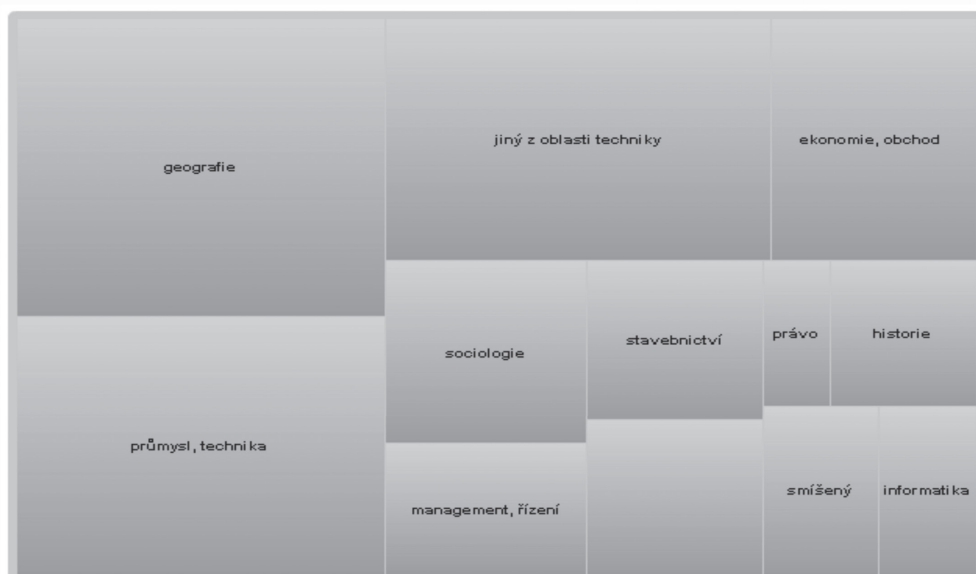 geografie
jiný z oblasti techniky
ekonomie, obchod
sociologie
stavebnictví
právo
historie
průmysl, technika
management, řízení
smíšený
informatika